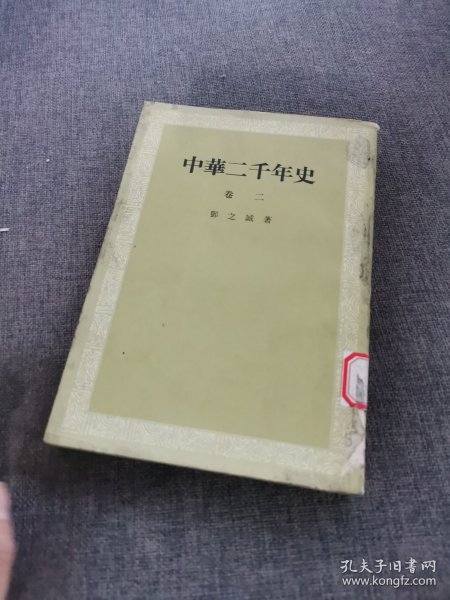 中華二千年史
卷 二
鄧之誠著
孔夫子旧书网
www.kongfz.com